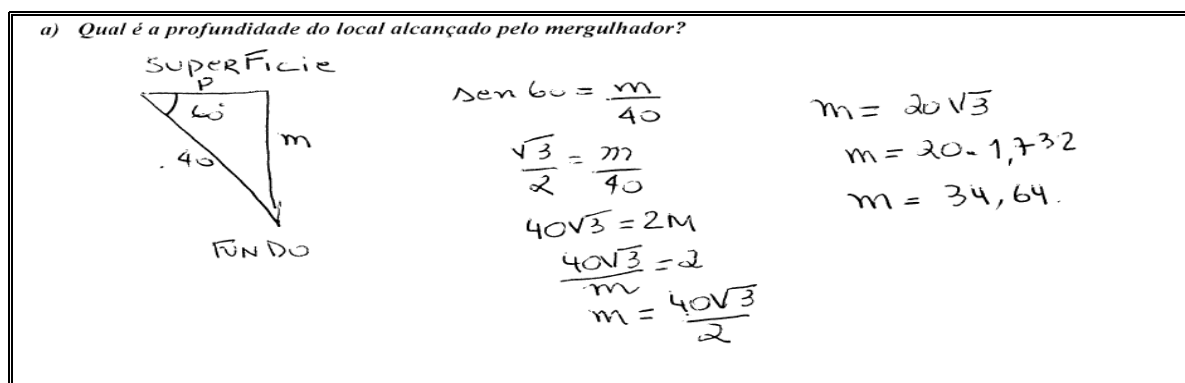 a) Qual é a profundidade do local alcançado pelo mergulhador?
SUPERFICIE
P
60°
m
. 40
FUNDO
sen 60 = m/40
√3/2 = m/40
40√3 = 2M
40√3/m = 2
m = 40√3/2
m = 20√3
m = 20. 1,732
m = 34,64.